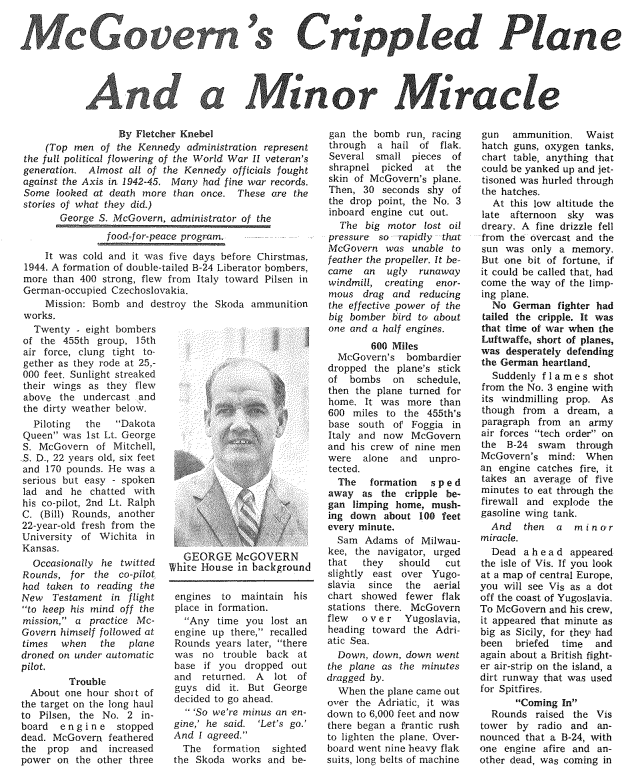 McGovern's Crippled Plane
And a Minor Miracle
By Fletcher Knebel
(Top men of the Kennedy administration represent
the full political flowering of the World War II veteran's
generation. Almost all of the Kennedy officials fought
against the Axis in 1942-45. Many had fine war records.
Some looked at death more than once. These are the
stories of what they did.)
George S. McGovern, administrator of the
food-for-peace program.
It was cold and it was five days before Chirstmas,
1944. A formation of double-tailed B-24 Liberator bombers,
more than 400 strong, flew from Italy toward Pilsen in
German-occupied Czechoslovakia.
Mission: Bomb and destroy the Skoda ammunition
works.
Twenty - eight bombers
of the 455th group, 15th
air force, clung tight to-
gether as they rode at 25,-
000 feet. Sunlight streaked
their wings as they flew
above the undercast and
the dirty weather below.
Piloting the "Dakota
Queen" was 1st Lt. George
S. McGovern of Mitchell,
S. D., 22 years old, six feet
and 170 pounds. He was a
serious but easy - spoken
lad and he chatted with
his co-pilot, 2nd Lt. Ralph
C. (Bill) Rounds, another
22-year-old fresh from the
University of Wichita in
Kansas.
Occasionally he twitted
Rounds, for the co-pilot
had taken to reading the
New Testament in flight
"to keep his mind off the
mission," a practice Mc-
Govern himself followed at
times when the plane
droned on under automatic
pilot.
Trouble
About one hour short of
the target on the long haul
to Pilsen, the No. 2 in-
board engine stopped
dead. McGovern feathered
the prop and increased
power on the other three
GEORGE McGOVERN
White House in background
engines to maintain his
place in formation.
"Any time you lost an
engine up there," recalled
Rounds years later, "there
was no trouble back at
base if you dropped out
and returned. A lot of
guys did it. But George
decided to go ahead.
"'So we're minus an en-
gine,' he said. 'Let's go.'
And I agreed."
The formation sighted
the Skoda works and be-
gan the bomb run, racing
through a hail of flak.
Several small pieces of
shrapnel picked at the
skin of McGovern's plane.
Then, 30 seconds shy of
the drop point, the No. 3
inboard engine cut out.
The big motor lost oil
pressure so rapidly that
McGovern was unable to
feather the propeller. It be-
came an ugly runaway
windmill, creating enor-
mous drag and reducing
the effective power of the
big bomber bird to about
one and a half engines.
600 Miles
McGovern's bombardier
dropped the plane's stick
of bombs on schedule,
then the plane turned for
home. It was more than
600 miles to the 455th's
base south of Foggia in
Italy and now McGovern
and his crew of nine men
were alone and unpro-
tected.
The formation sped
away as the cripple be-
gan limping home, mush-
ing down about 100 feet
every minute.
Sam Adams of Milwau-
kee, the navigator, urged
that they should cut
slightly east over Yugo-
slavia since the aerial
chart showed fewer flak
stations there. McGovern
flew over Yugoslavia,
heading toward the Adri-
atic Sea.
Down, down, down went
the plane as the minutes
dragged by.
When the plane came out
over the Adriatic, it was
down to 6,000 feet and now
there began a frantic rush
to lighten the plane. Over-
board went nine heavy flak
suits, long belts of machine
gun ammunition. Waist
hatch guns, oxygen tanks,
chart table, anything that
could be yanked up and jet-
tisoned was hurled through
the hatches.
At this low altitude the
late afternoon sky was
dreary. A fine drizzle fell
from the overcast and the
sun was only a memory.
But one bit of fortune, if
it could be called that, had
come the way of the limp-
ing plane.
No German fighter had
tailed the cripple. It was
that time of war when the
Luftwaffe, short of planes,
was desperately defending
the German heartland.
Suddenly flames shot
from the No. 3 engine with
its windmilling prop. As
though from a dream, a
paragraph from an army
air forces "tech order" on
the B-24 swam through
McGovern's mind: When
an engine catches fire, it
takes an average of five
minutes to eat through the
firewall and explode the
gasoline wing tank.
And then a minor
miracle.
Dead ahead appeared
the isle of Vis. If you look
at a map of central Europe,
you will see Vis as a dot
off the coast of Yugoslavia.
To McGovern and his crew,
it appeared that minute as
big as Sicily, for they had
been briefed time and
again about a British fight-
er air-strip on the island, a
dirt runway that was used
for Spitfires.
"Coming In"
Rounds raised the Vis
tower by radio and an-
nounced that a B-24, with
one engine afire and an-
other dead, was coming in